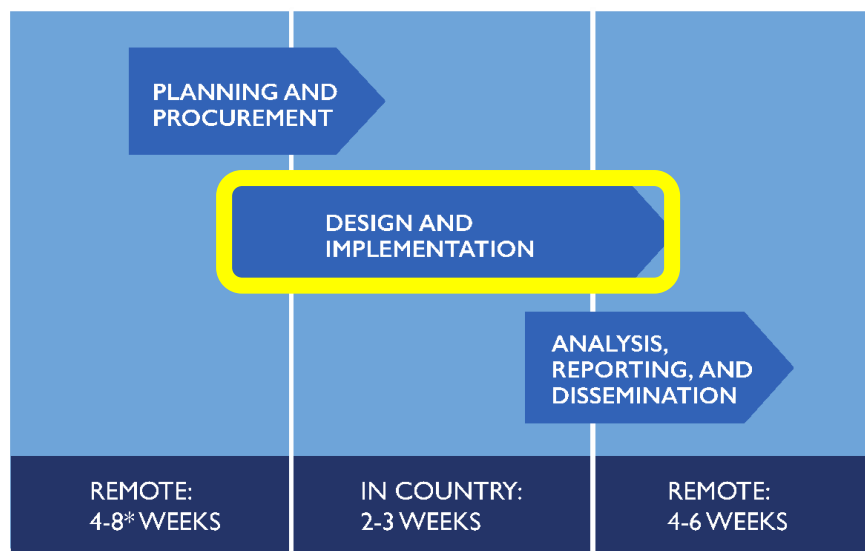 PLANNING AND
PROCUREMENT
DESIGN AND
IMPLEMENTATION
ANALYSIS,
REPORTING, AND
DISSEMINATION
REMOTE:
4-8* WEEKS
IN COUNTRY:
2-3 WEEKS
REMOTE:
4-6 WEEKS